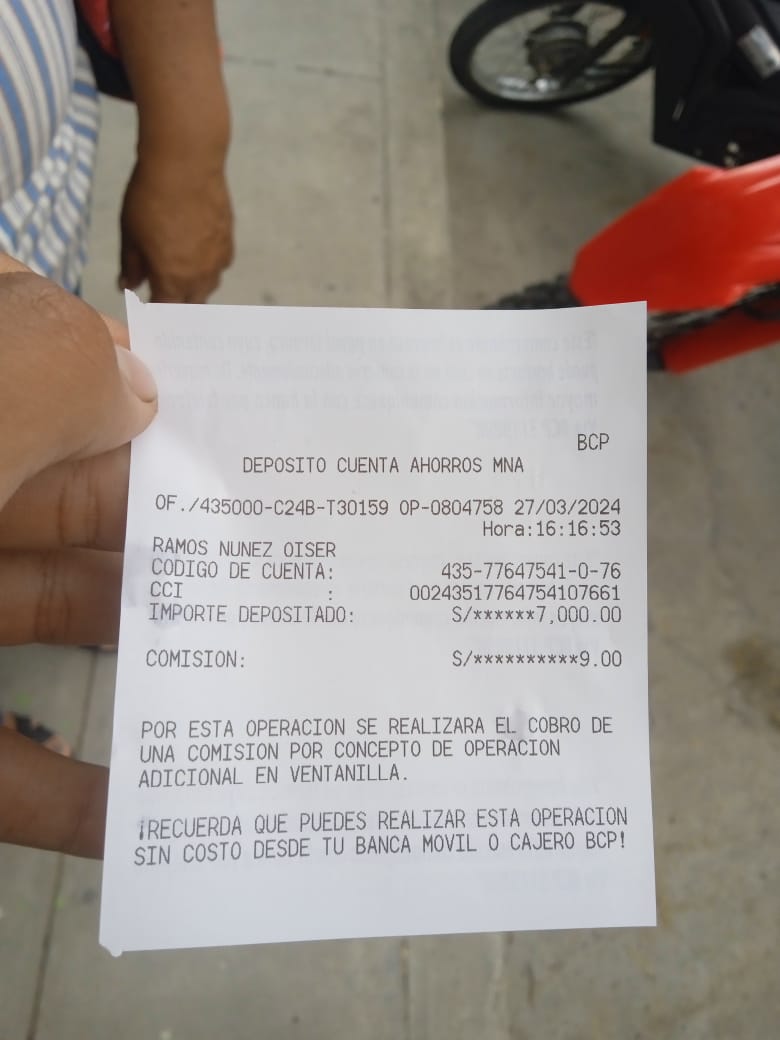 BCP
DEPOSITO CUENTA AHORROS MNA
OF./435000-C24B-T30159 OP-0804758 27/03/2024
Hora:16:16:53
RAMOS NUNEZ OISER
CODIGO DE CUENTA: 435-77647541-0-76
CCI : 00243517764754107661
IMPORTE DEPOSITADO: S/******7,000.00
COMISION: S/**********9.00
POR ESTA OPERACION SE REALIZARA EL COBRO DE
UNA COMISION POR CONCEPTO DE OPERACION
ADICIONAL EN VENTANILLA.
¡RECUERDA QUE PUEDES REALIZAR ESTA OPERACION
SIN COSTO DESDE TU BANCA MOVIL O CAJERO BCP!